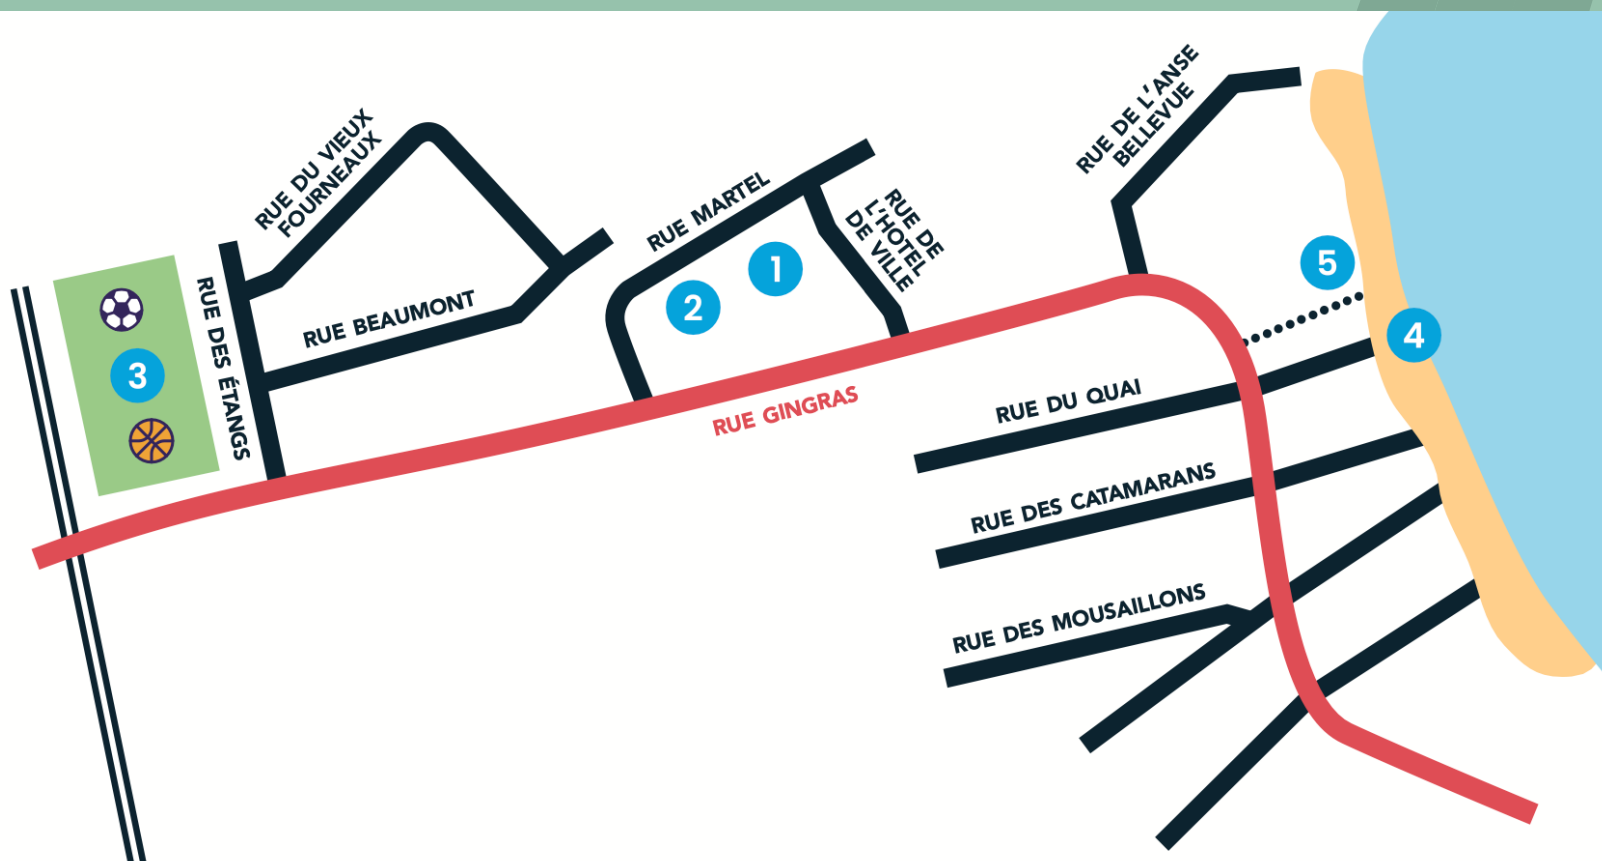 RUE DU VIEUX
FOURNEAUX
RUE DES ÉTANGS
RUE BEAUMONT
3
RUE MARTEL
RUE DE
L'HOTEL
DE VILLE
1
2
RUE GINGRAS
RUE DE L'ANSE
BELLEVUE
5
4
RUE DU QUAI
RUE DES CATAMARANS
RUE DES MOUSAILLONS